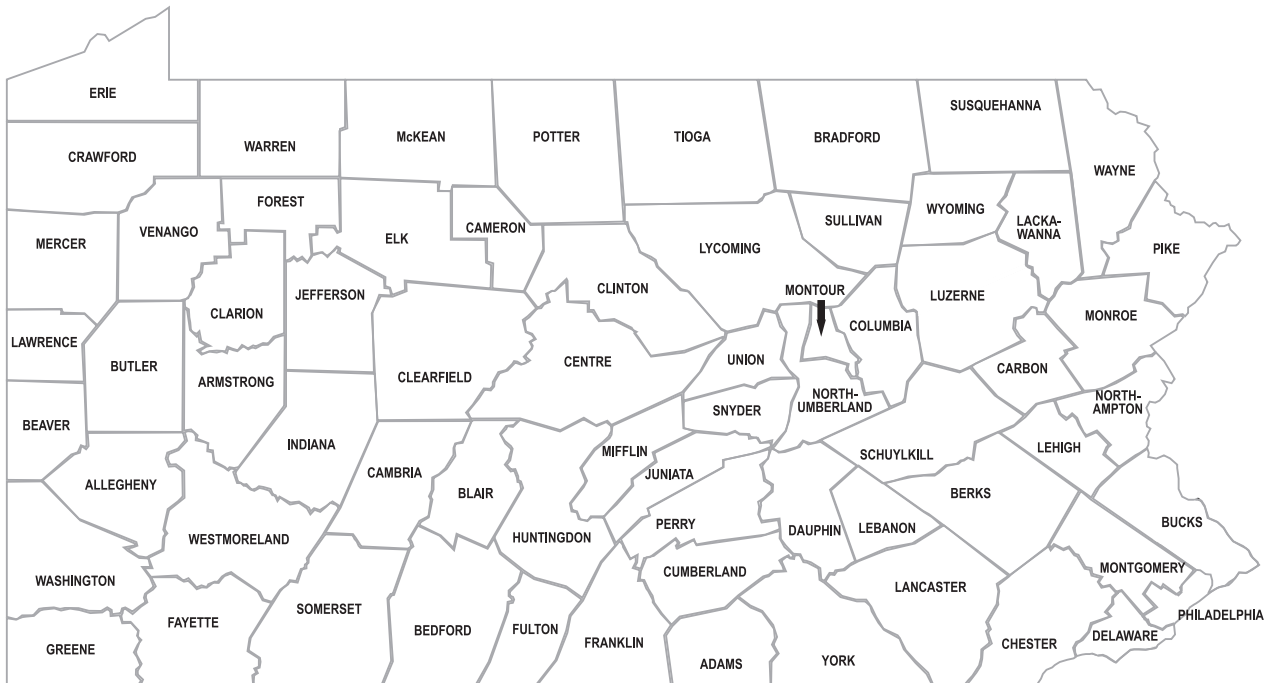 ERIE
CRAWFORD
WARREN
McKEAN
POTTER
TIOGA
BRADFORD
SUSQUEHANNA
WAYNE
MERCER
VENANGO
FOREST
ELK
CAMERON
LYCOMING
SULLIVAN
WYOMING
LACKA-
WANNA
PIKE
LAWRENCE
BUTLER
CLARION
JEFFERSON
CLEARFIELD
CLINTON
CENTRE
MONTOUR
COLUMBIA
LUZERNE
MONROE
CARBON
UNION
SNYDER
NORTH-
UMBERLAND
NORTH-
AMPTON
BEAVER
ARMSTRONG
INDIANA
CAMBRIA
BLAIR
MIFFLIN
JUNIATA
SCHUYLKILL
LEHIGH
BERKS
BUCKS
ALLEGHENY
WESTMORELAND
HUNTINGDON
PERRY
DAUPHIN
LEBANON
CUMBERLAND
MONTGOMERY
WASHINGTON
GREENE
FAYETTE
SOMERSET
BEDFORD
FULTON
FRANKLIN
ADAMS
YORK
LANCASTER
CHESTER
DELAWARE
PHILADELPHIA